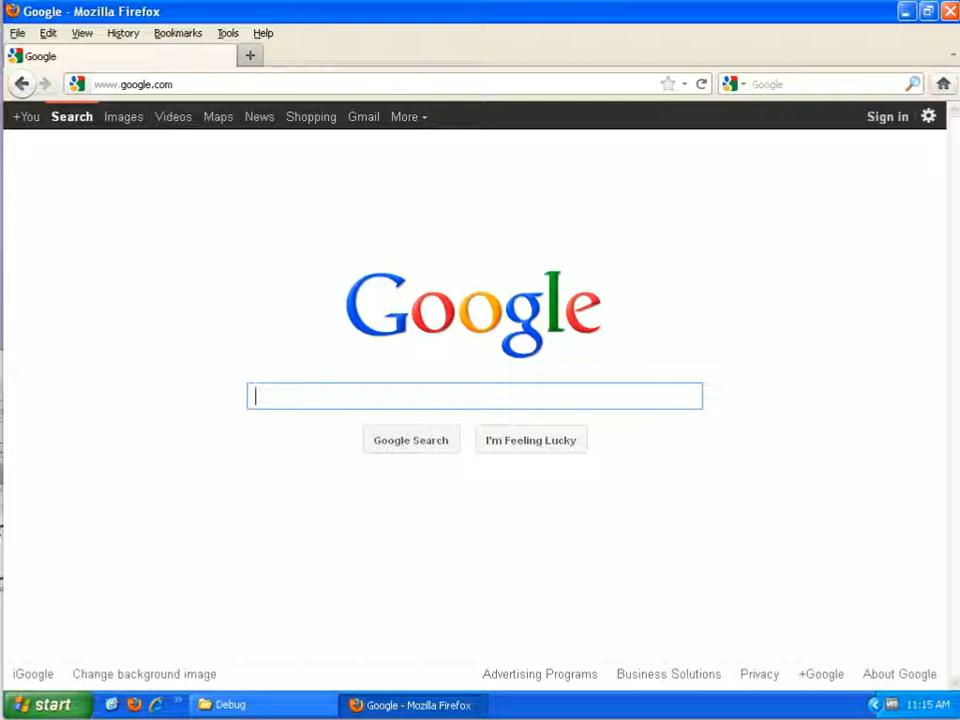 Google - Mozilla Firefox
File Edit View History Bookmarks Tools Help
Google
www.google.com Google
+You Search Images Videos Maps News Shopping Gmail More Sign in
Google
Google Search I'm Feeling Lucky
iGoogle Change background image Advertising Programs Business Solutions Privacy +Google About Google
start Debug Google - Mozilla Firefox 11:15 AM